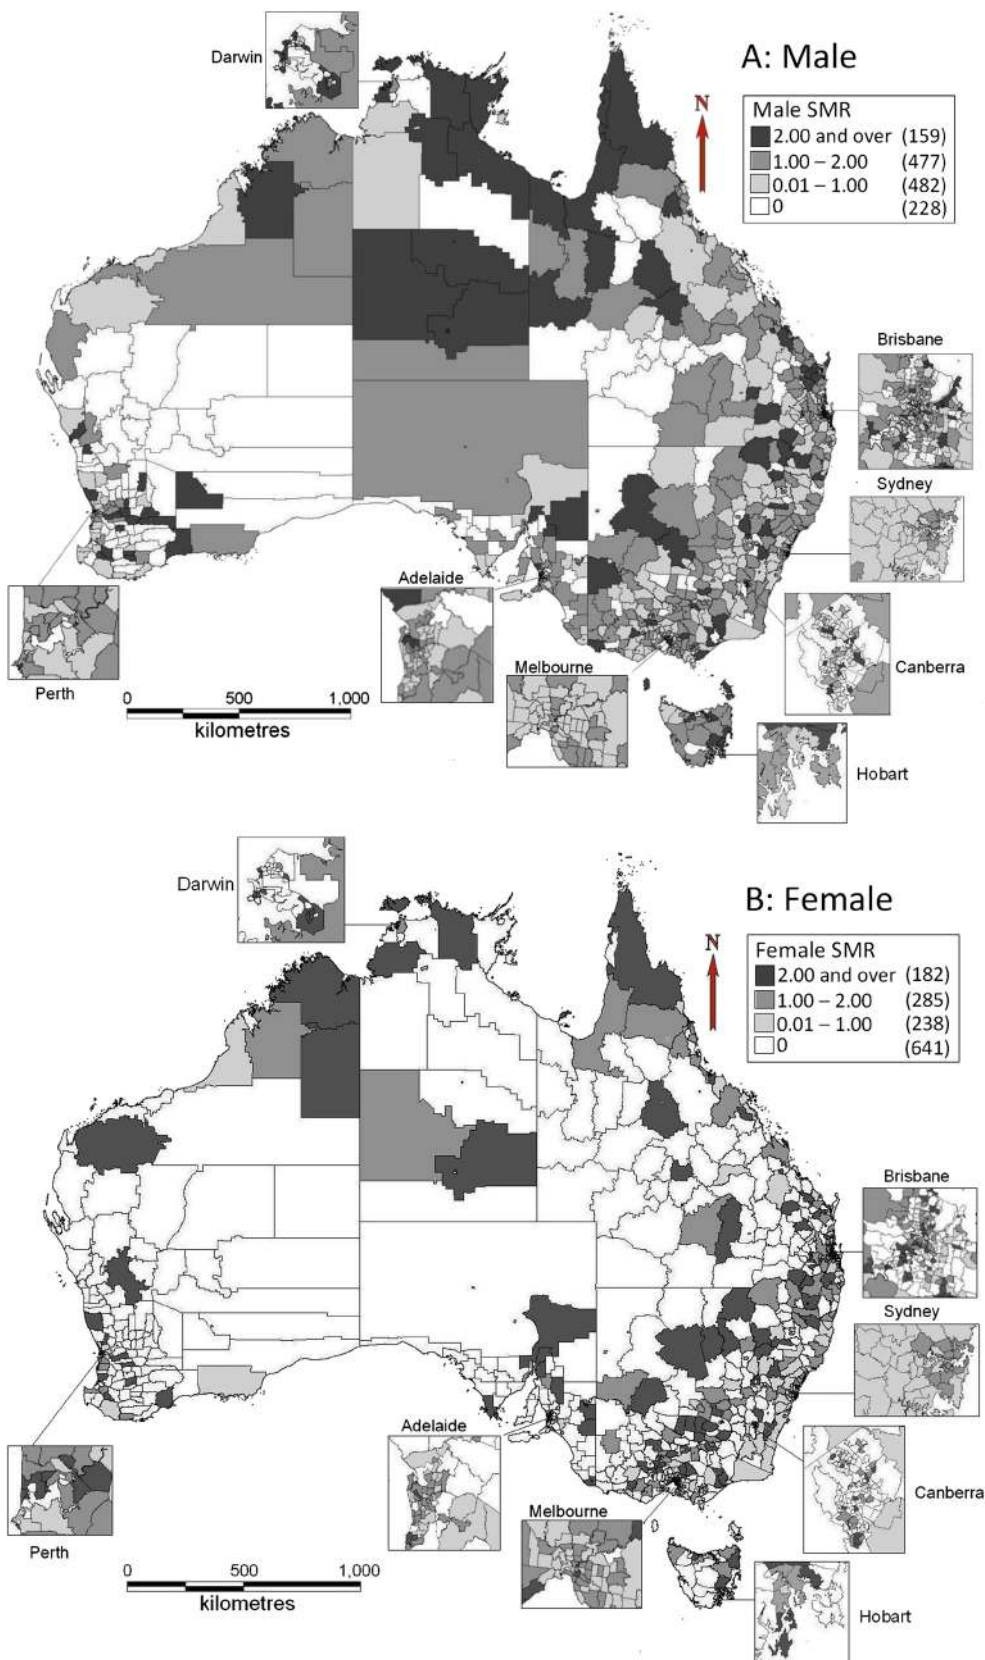 Darwin
A: Male
N
Male SMR
2.00 and over (159)
1.00 – 2.00 (477)
0.01 – 1.00 (482)
0 (228)
Brisbane
Sydney
Adelaide
Canberra
Melbourne
Perth
0 500 1,000
kilometres
Hobart
B: Female
Darwin
N
Female SMR
2.00 and over (182)
1.00 – 2.00 (285)
0.01 – 1.00 (238)
0 (641)
Brisbane
Sydney
Adelaide
Canberra
Melbourne
Perth
0 500 1,000
kilometres
Hobart